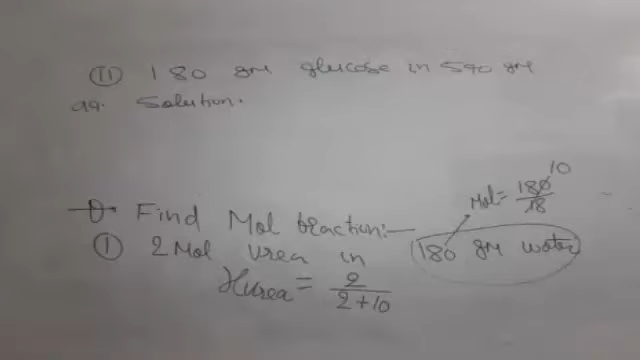 (II) 180 gm glucose in 540 gm
aq. Solution.
Mol = 180/18 10
Find Mol fraction:-
(I) 2 Mol urea in 180 gm water
Xurea = 2/2+10